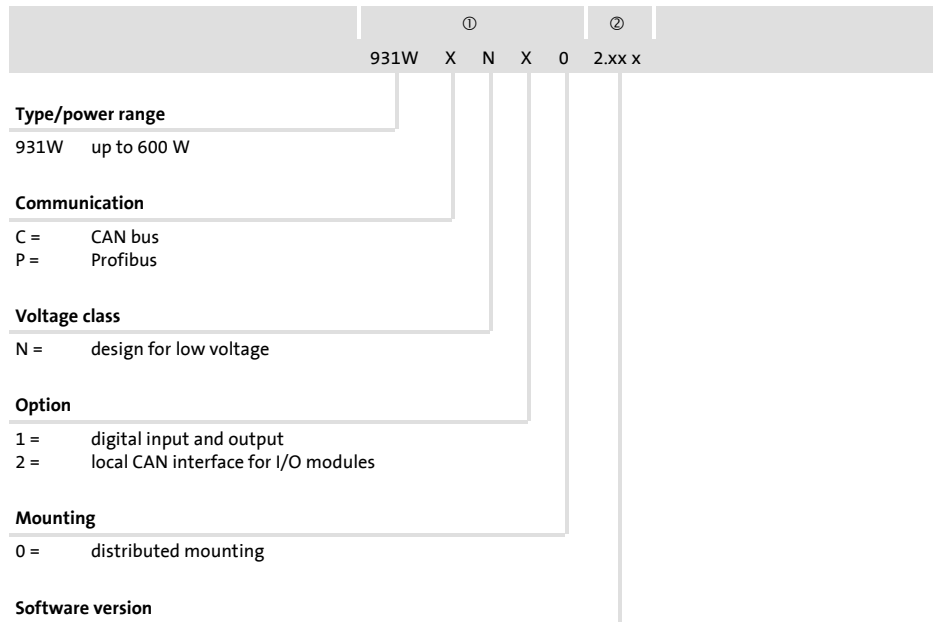 ① ②
931W X N X 0 2.xx x
Type/power range
931W up to 600 W
Communication
C = CAN bus
P = Profibus
Voltage class
N = design for low voltage
Option
1 = digital input and output
2 = local CAN interface for I/O modules
Mounting
0 = distributed mounting
Software version